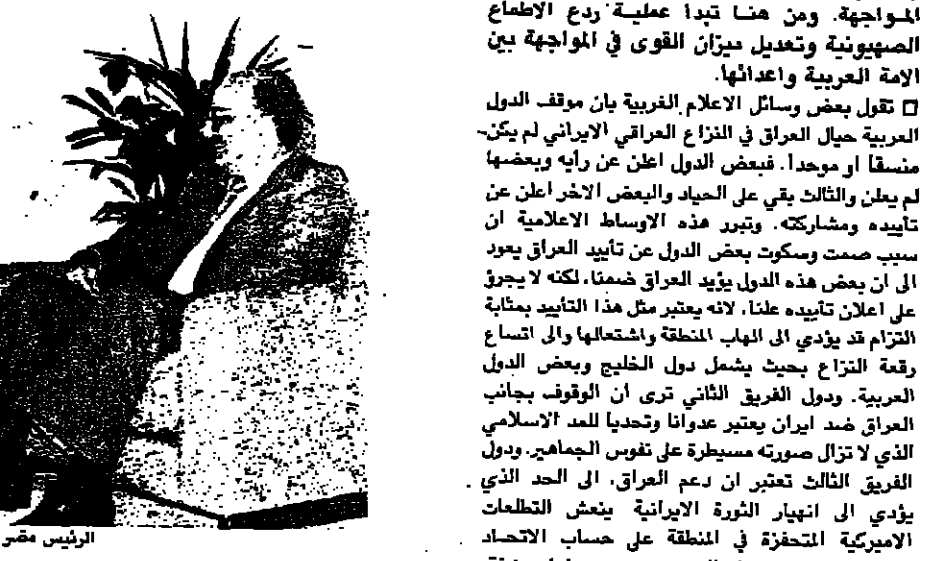 المواجهة. ومن هنا تبدا عملية ردع الاطماع
الصهيونية وتعديل ميزان القوى في المواجهة بين
الامة العربية واعدائها.
□ تقول بعض وسائل الاعلام الغربية بان موقف الدول
العربية حيال العراق في النزاع العراقي الايراني لم يكن
منسقا او موحدا. فبعض الدول اعلن عن رأيه وبعضها
لم يعلن والثالث بقي على الحياد والبعض الاخر اعلن عن
تأييده ومشاركته. وتبرر هذه الاوساط الاعلامية ان
سبب صمت وسكوت بعض الدول عن تأييد العراق يعود
الى ان بعض هذه الدول يؤيد العراق ضمنا، لكنه لا يجرؤ
على اعلان تأييده علنا، لانه يعتبر مثل هذا التأييد بمثابة
التزام قد يؤدي الى الهاب المنطقة واشتعالها والى اتساع
رقعة النزاع بحيث يشمل دول الخليج وبعض الدول
العربية. ودول الفريق الثاني ترى ان الوقوف بجانب
العراق ضد ايران يعتبر عدوانا وتحديا للمد الاسلامي
الذي لا تزال صورته مسيطرة على نفوس الجماهير. ودول
الفريق الثالث تعتبر ان دعم العراق، الى الحد الذي
يؤدي الى انهيار الثورة الايرانية ينعش التطلعات
الاميركية المتحفزة في المنطقة على حساب الاتحاد
الرئيس